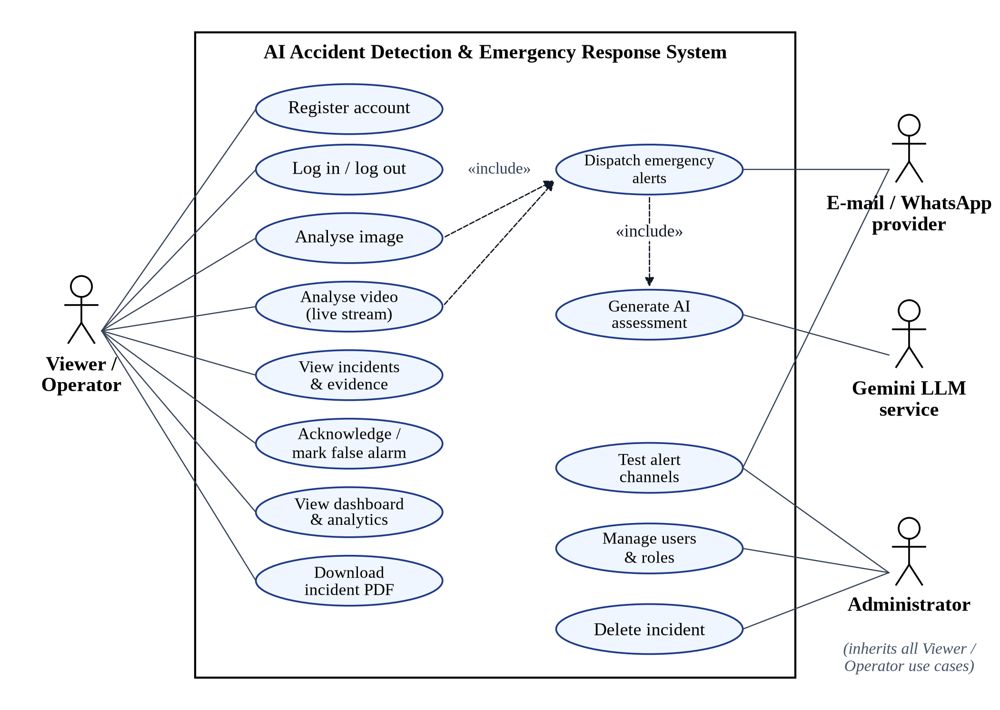 AI Accident Detection & Emergency Response System
Register account
Log in / log out
Analyse image
Analyse video
(live stream)
View incidents
& evidence
Acknowledge /
mark false alarm
View dashboard
& analytics
Download
incident PDF
«include»
Dispatch emergency
alerts
«include»
Generate AI
assessment
Test alert
channels
Manage users
& roles
Delete incident
Viewer /
Operator
E-mail / WhatsApp
provider
Gemini LLM
service
Administrator
(inherits all Viewer /
Operator use cases)